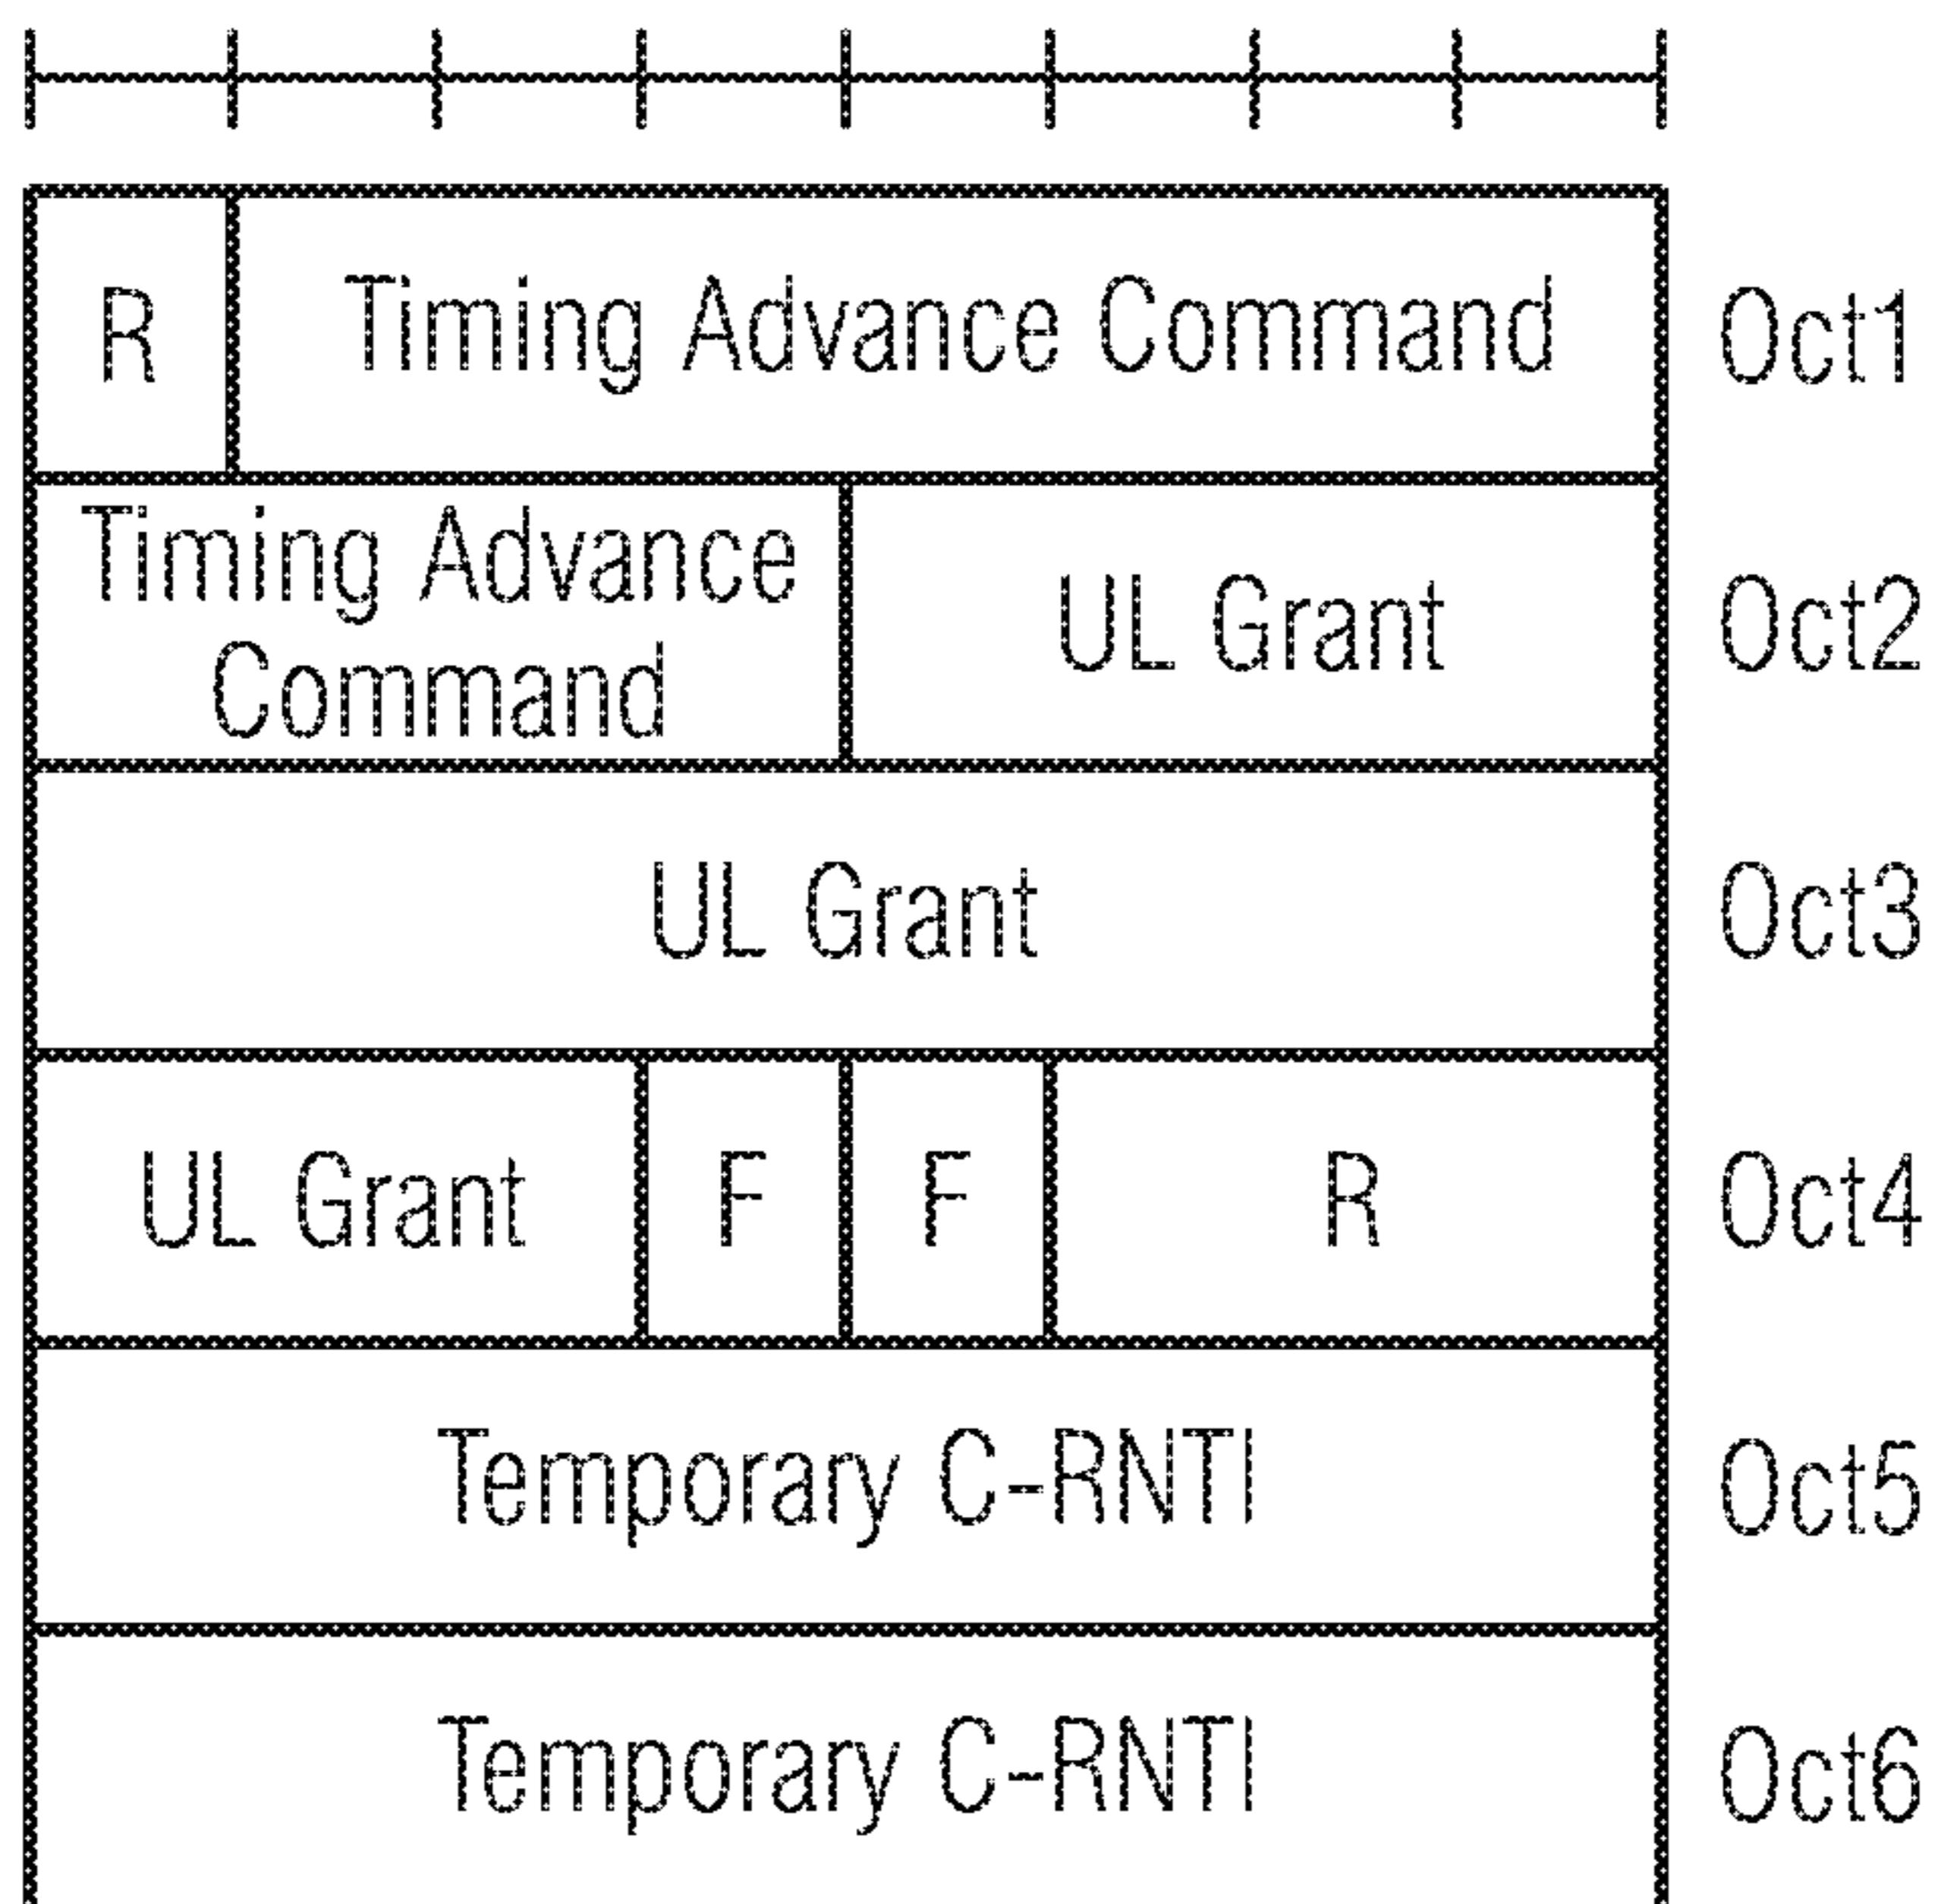 R Timing Advance Command Oct1
Timing Advance
Command UL Grant Oct2
UL Grant Oct3
UL Grant F F R Oct4
Temporary C-RNTI Oct5
Temporary C-RNTI Oct6